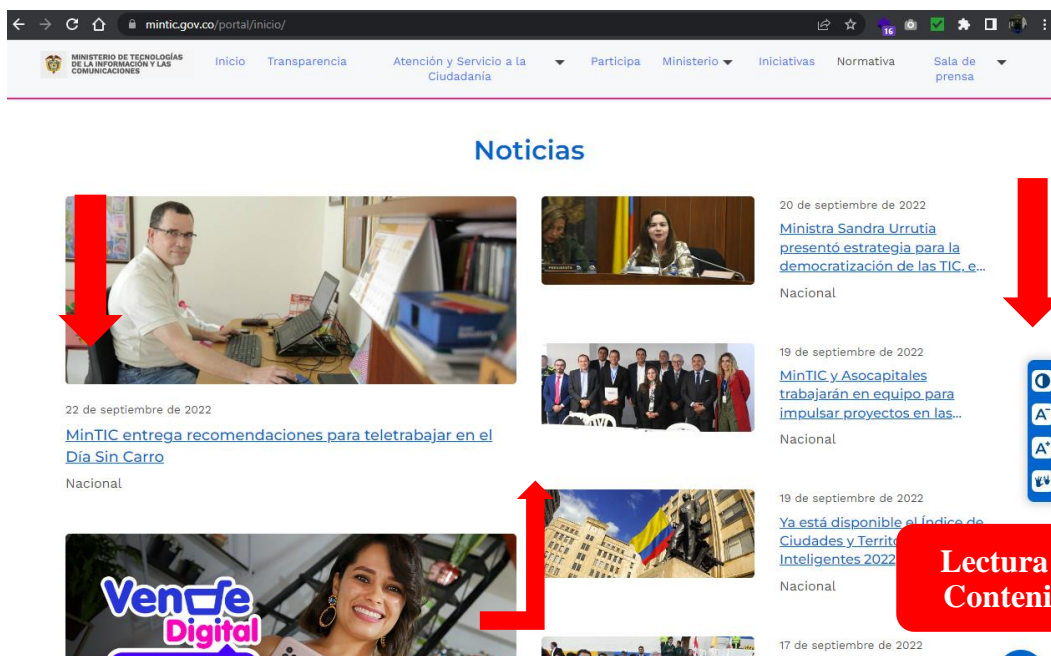 mintic.gov.co/portal/inicio/
16
MINISTERIO DE TECNOLOGÍAS
DE LA INFORMACIÓN Y LAS
COMUNICACIONES
Inicio
Transparencia
Atención y Servicio a la
Ciudadanía
Participa
Ministerio
Iniciativas
Normativa
Sala de
prensa
Noticias
22 de septiembre de 2022
MinTIC entrega recomendaciones para teletrabajar en el
Día Sin Carro
Nacional
Vende
Digital
20 de septiembre de 2022
Ministra Sandra Urrutia
presentó estrategia para la
democratización de las TIC, e...
Nacional
PRESIDENTE
19 de septiembre de 2022
MinTIC y Asocapitales
trabajarán en equipo para
impulsar proyectos en las...
Nacional
19 de septiembre de 2022
Ya está disponible el Índice de
Ciudades y Territo
Inteligentes 2022
Nacional
17 de septiembre de 2022
A-
A+
Lectura
Conteni